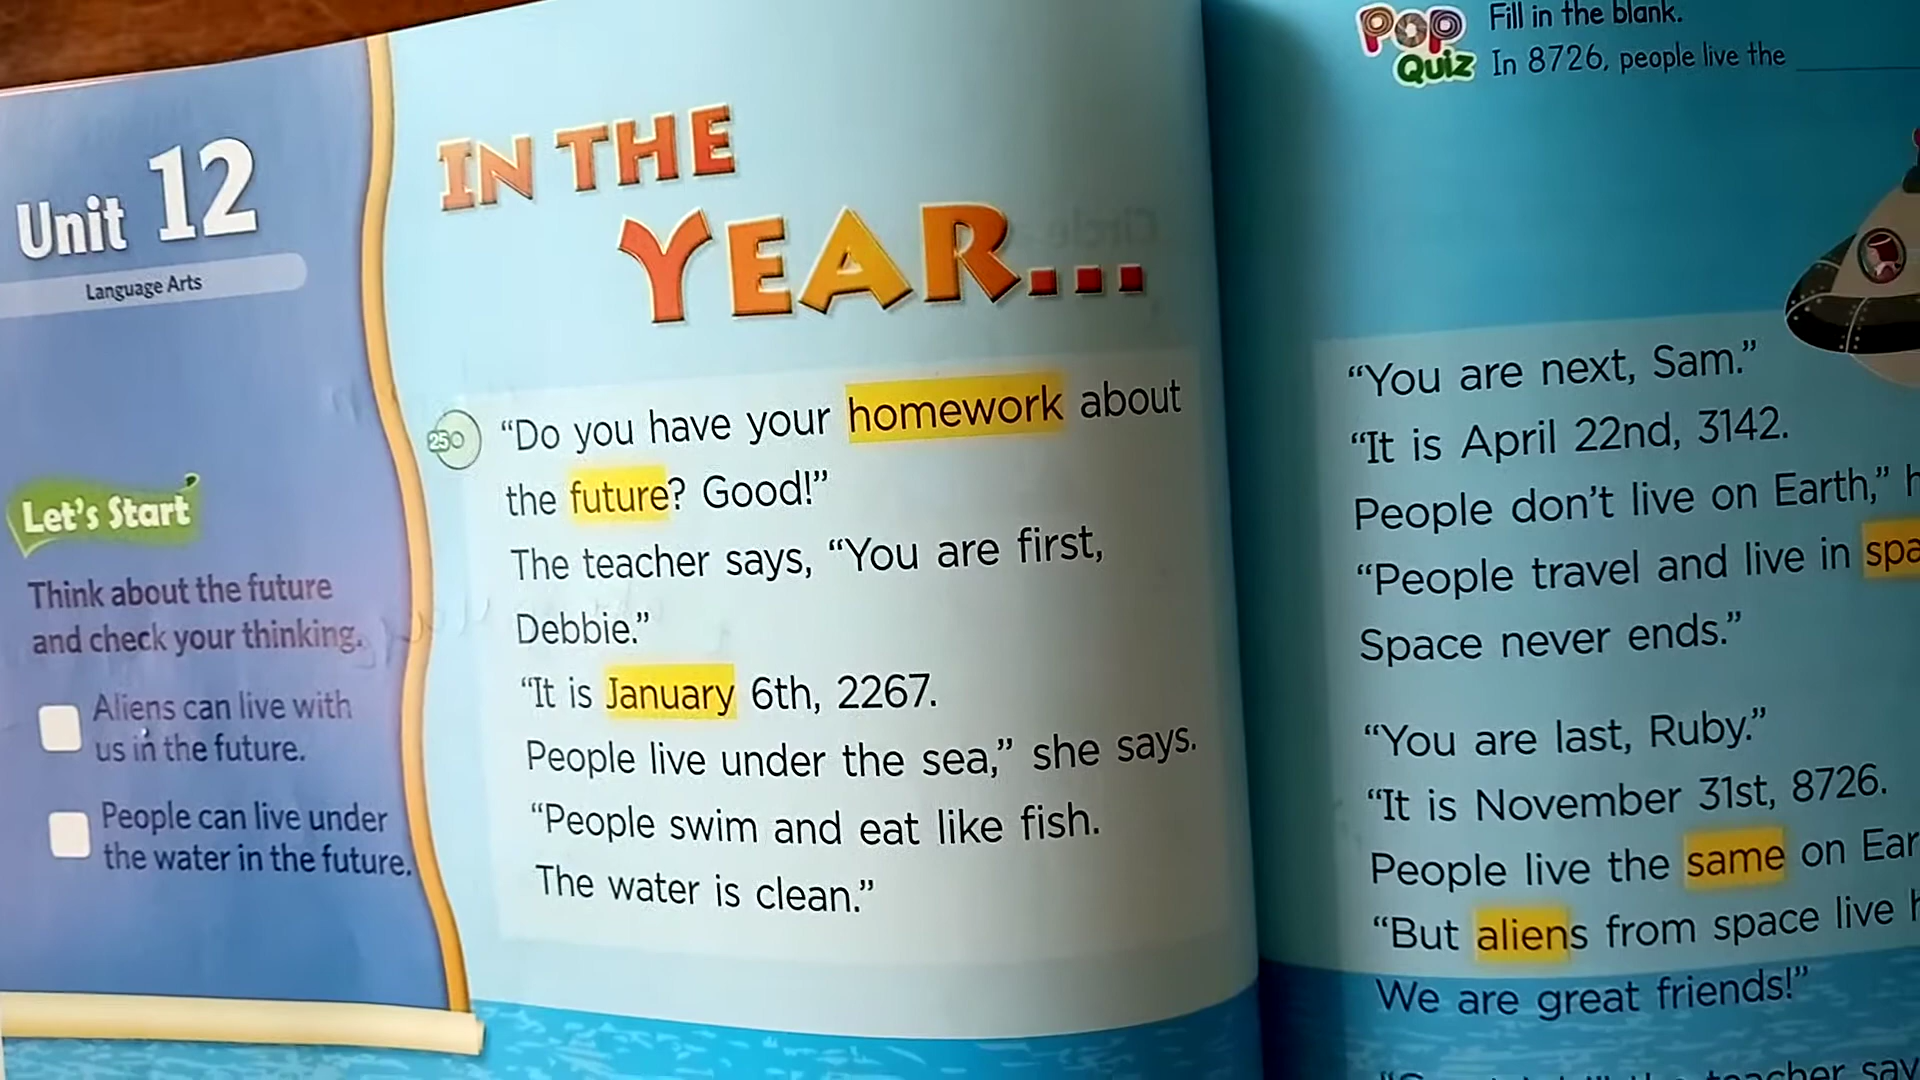 Unit 12
Language Arts
Let's Start
Think about the future
and check your thinking.
Aliens can live with
us in the future.
People can live under
the water in the future.
IN THE
YEAR...
250
“Do you have your homework about
the future? Good!”
The teacher says, “You are first,
Debbie.”
“It is January 6th, 2267.
People live under the sea,” she says.
“People swim and eat like fish.
The water is clean.”
POP
Quiz
Fill in the blank.
In 8726, people live the
“You are next, Sam.”
“It is April 22nd, 3142.
People don't live on Earth,”
“People travel and live in
Space never ends.”
“You are last, Ruby.”
“It is November 31st, 8726.
People live the same on
“But aliens from space live
We are great friends!”
teacher